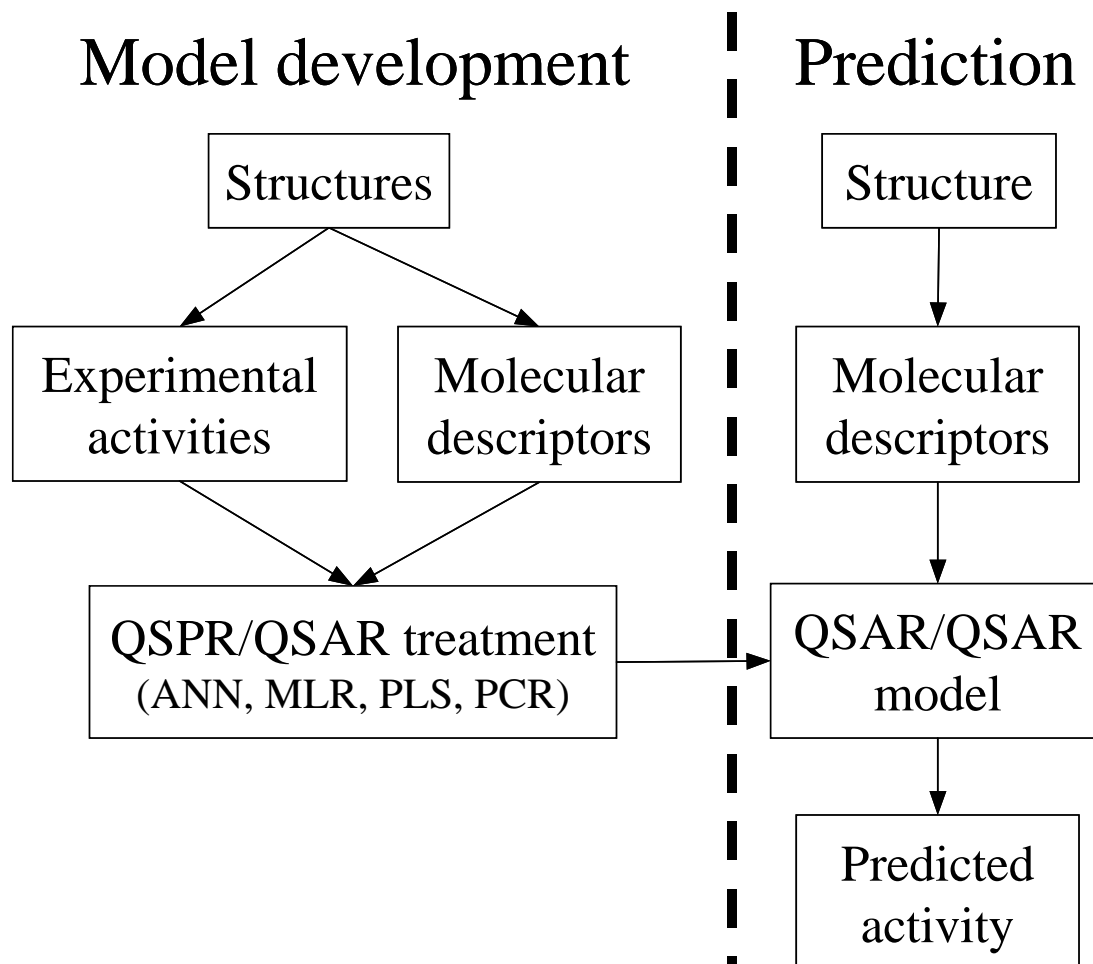 Model development
Structures
Experimental
activities
Molecular
descriptors
QSPR/QSAR treatment
(ANN, MLR, PLS, PCR)
Prediction
Structure
Molecular
descriptors
QSAR/QSAR
model
Predicted
activity